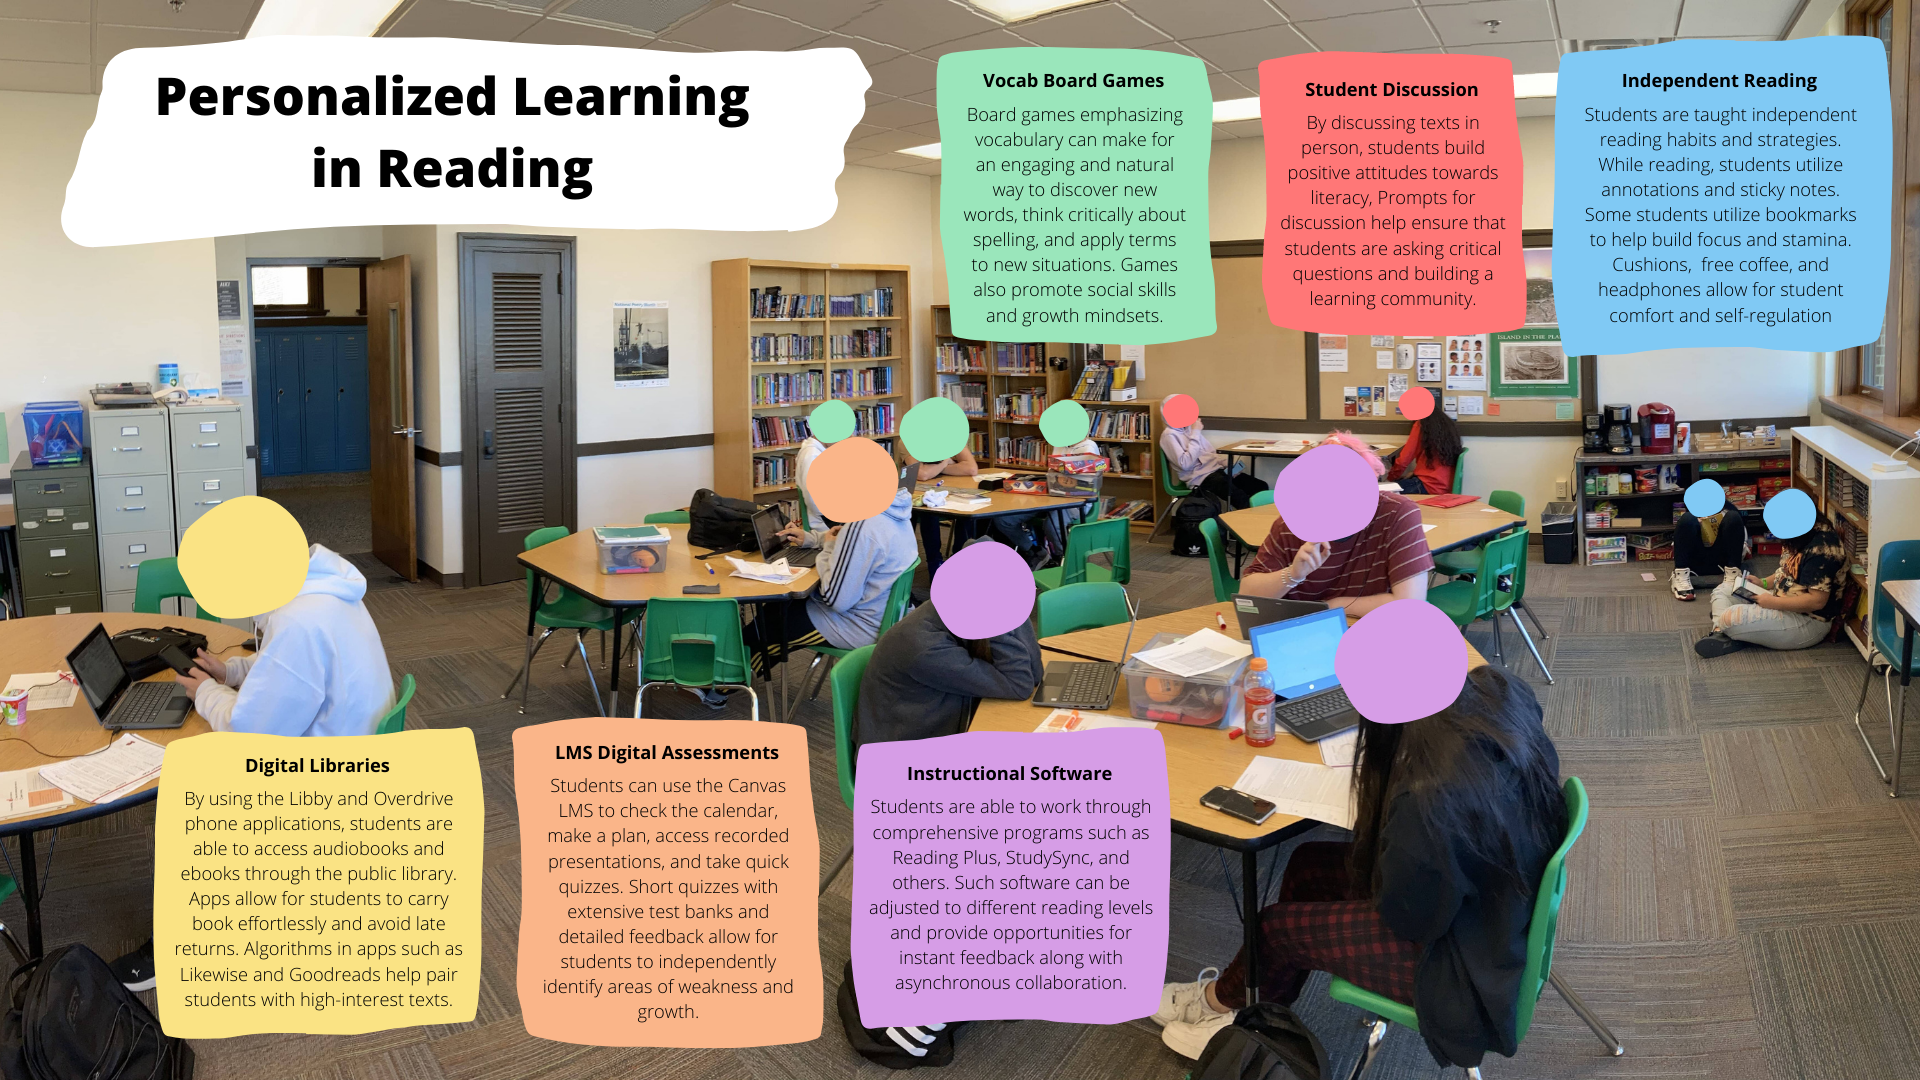 Personalized Learning
in Reading
Vocab Board Games
Board games emphasizing
vocabulary can make for
an engaging and natural
way to discover new
words, think critically about
spelling, and apply terms
to new situations. Games
also promote social skills
and growth mindsets.
Student Discussion
By discussing texts in
person, students build
positive attitudes towards
literacy, Prompts for
discussion help ensure that
students are asking critical
questions and building a
learning community.
Independent Reading
Students are taught independent
reading habits and strategies.
While reading, students utilize
annotations and sticky notes.
Some students utilize bookmarks
to help build focus and stamina.
Cushions,  free coffee, and
headphones allow for student
comfort and self-regulation
ISLAND IN THE
Digital Libraries
By using the Libby and Overdrive
phone applications, students are
able to access audiobooks and
ebooks through the public library.
Apps allow for students to carry
book effortlessly and avoid late
returns. Algorithms in apps such as
Likewise and Goodreads help pair
students with high-interest texts.
LMS Digital Assessments
Students can use the Canvas
LMS to check the calendar,
make a plan, access recorded
presentations, and take quick
quizzes. Short quizzes with
extensive test banks and
detailed feedback allow for
students to independently
identify areas of weakness and
growth.
Instructional Software
Students are able to work through
comprehensive programs such as
Reading Plus, StudySync, and
others. Such software can be
adjusted to different reading levels
and provide opportunities for
instant feedback along with
asynchronous collaboration.